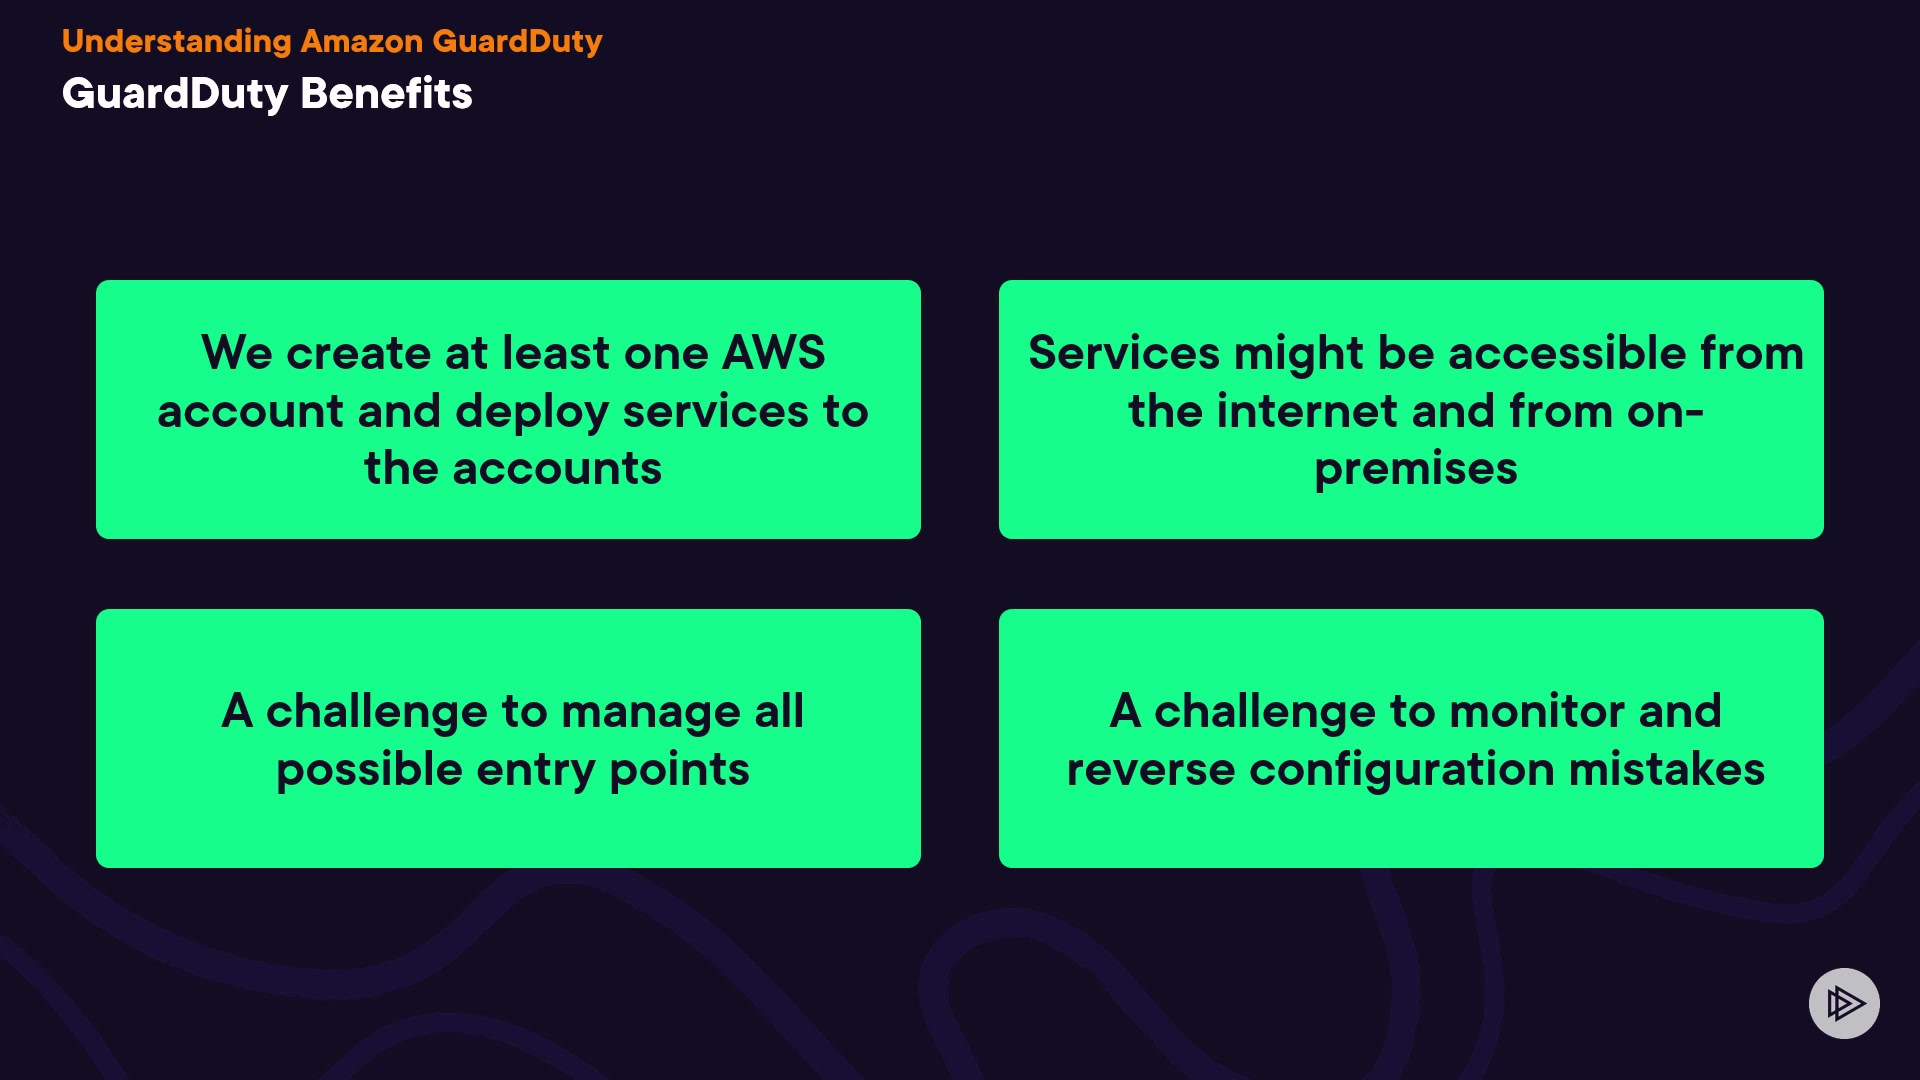 Understanding Amazon GuardDuty
GuardDuty Benefits
We create at least one AWS
account and deploy services to
the accounts
Services might be accessible from
the internet and from on-
premises
A challenge to manage all
possible entry points
A challenge to monitor and
reverse configuration mistakes